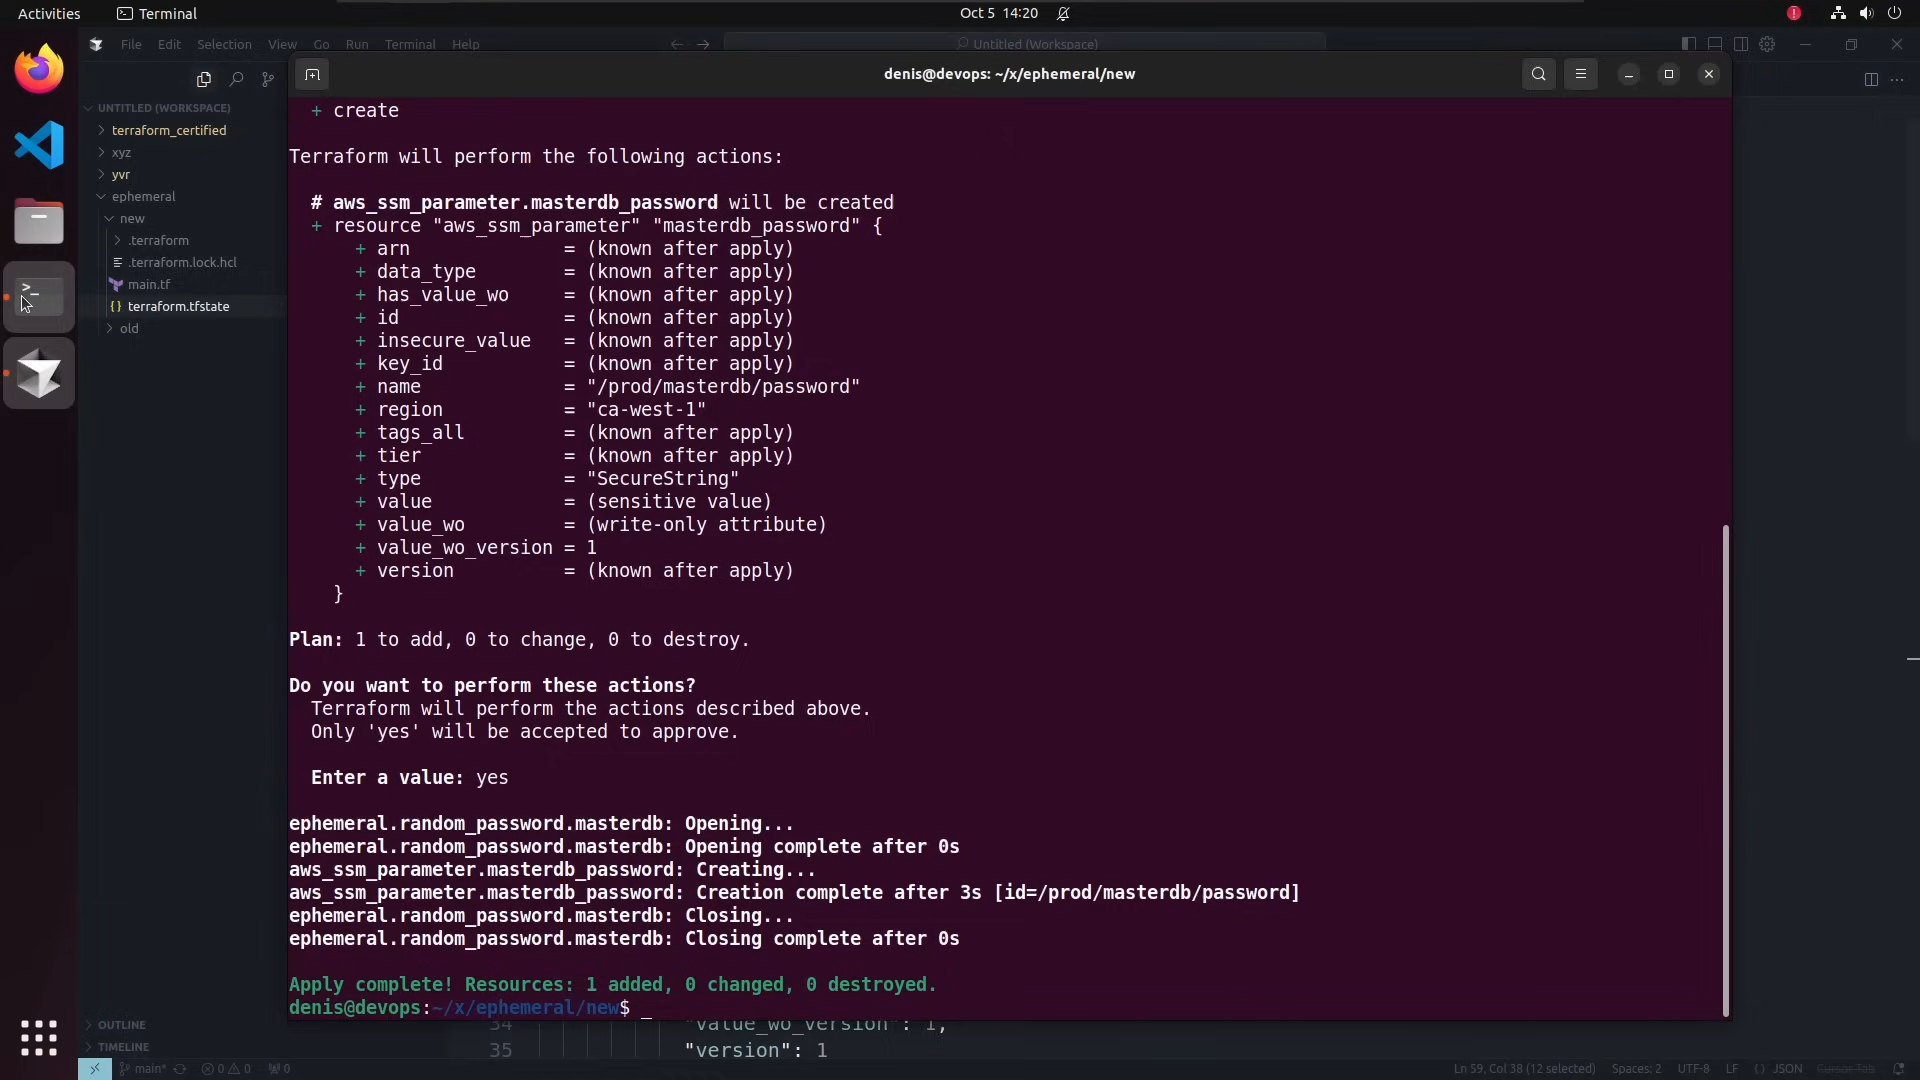 Activities
Terminal
Oct 5 14:20
File Edit Selection View Go Run Terminal Help
Untitled (Workspace)
denis@devops: ~/x/ephemeral/new
UNTITLED (WORKSPACE)
terraform_certified
xyz
yvr
ephemeral
new
.terraform
.terraform.lock.hcl
main.tf
terraform.tfstate
old
OUTLINE
TIMELINE
+ create
Terraform will perform the following actions:
# aws_ssm_parameter.masterdb_password will be created
+ resource "aws_ssm_parameter" "masterdb_password" {
+ arn = (known after apply)
+ data_type = (known after apply)
+ has_value_wo = (known after apply)
+ id = (known after apply)
+ insecure_value = (known after apply)
+ key_id = (known after apply)
+ name = "/prod/masterdb/password"
+ region = "ca-west-1"
+ tags_all = (known after apply)
+ tier = (known after apply)
+ type = "SecureString"
+ value = (sensitive value)
+ value_wo = (write-only attribute)
+ value_wo_version = 1
+ version = (known after apply)
}
Plan: 1 to add, 0 to change, 0 to destroy.
Do you want to perform these actions?
Terraform will perform the actions described above.
Only 'yes' will be accepted to approve.
Enter a value: yes
ephemeral.random_password.masterdb: Opening...
ephemeral.random_password.masterdb: Opening complete after 0s
aws_ssm_parameter.masterdb_password: Creating...
aws_ssm_parameter.masterdb_password: Creation complete after 3s [id=/prod/masterdb/password]
ephemeral.random_password.masterdb: Closing...
ephemeral.random_password.masterdb: Closing complete after 0s
Apply complete! Resources: 1 added, 0 changed, 0 destroyed.
denis@devops:~/x/ephemeral/new$ _
34 "value_wo_version": 1,
35 "version": 1
main* 0 0 0
Ln 59, Col 38 (12 selected) Spaces: 2 UTF-8 LF {} JSON Cursor Tab